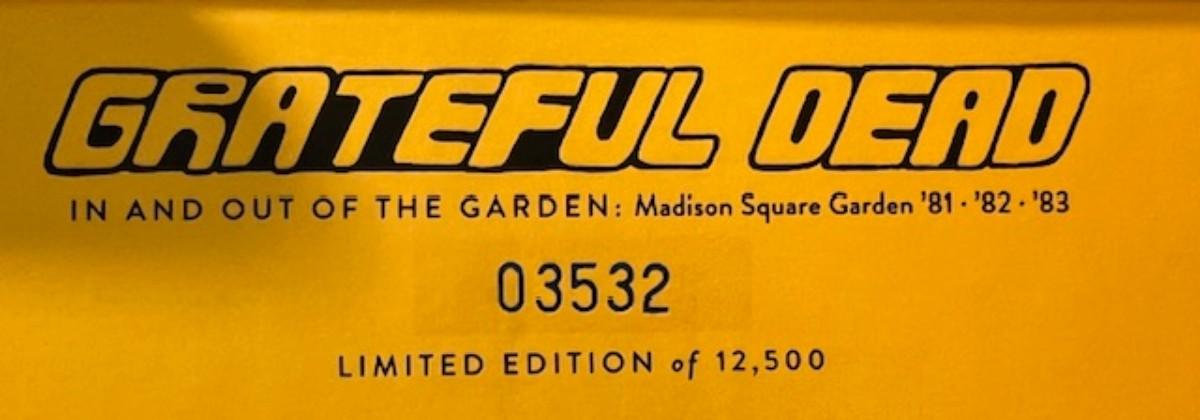 GRATEFUL DEAD
IN AND OUT OF THE GARDEN: Madison Square Garden '81 · '82 · '83
03532
LIMITED EDITION of 12,500